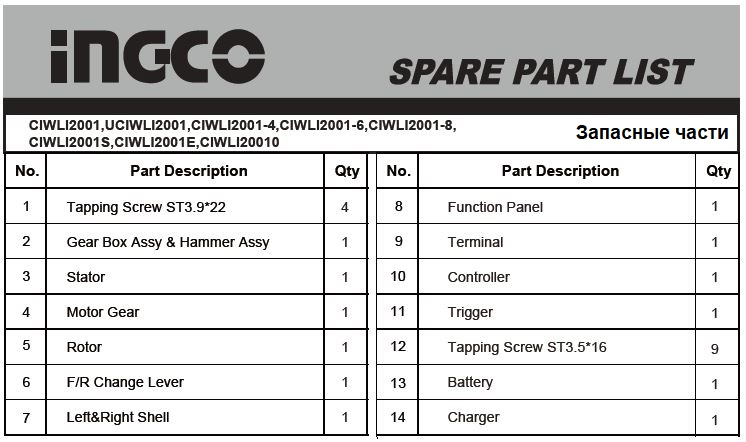 INGCO
SPARE PART LIST
CIWLI2001,UCIWLI2001,CIWLI2001-4,CIWLI2001-6,CIWLI2001-8,
CIWLI2001S,CIWLI2001E,CIWLI20010
Запасные части
No. Part Description Qty No. Part Description Qty
1 Tapping Screw ST3.9*22 4 8 Function Panel 1
2 Gear Box Assy & Hammer Assy 1 9 Terminal 1
3 Stator 1 10 Controller 1
4 Motor Gear 1 11 Trigger 1
5 Rotor 1 12 Tapping Screw ST3.5*16 9
6 F/R Change Lever 1 13 Battery 1
7 Left&Right Shell 1 14 Charger 1